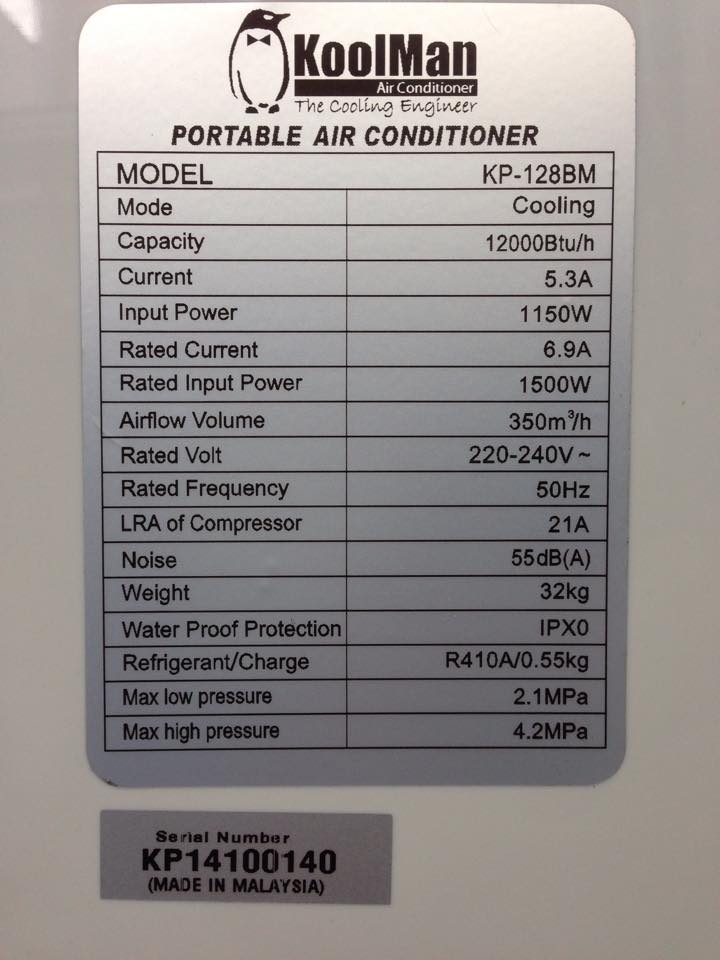 KoolMan
Air Conditioner
The Cooling Engineer
PORTABLE AIR CONDITIONER
MODEL KP-128BM
Mode Cooling
Capacity 12000Btu/h
Current 5.3A
Input Power 1150W
Rated Current 6.9A
Rated Input Power 1500W
Airflow Volume 350m³/h
Rated Volt 220-240V~
Rated Frequency 50Hz
LRA of Compressor 21A
Noise 55dB(A)
Weight 32kg
Water Proof Protection IPX0
Refrigerant/Charge R410A/0.55kg
Max low pressure 2.1MPa
Max high pressure 4.2MPa
Serial Number
KP14100140
(MADE IN MALAYSIA)